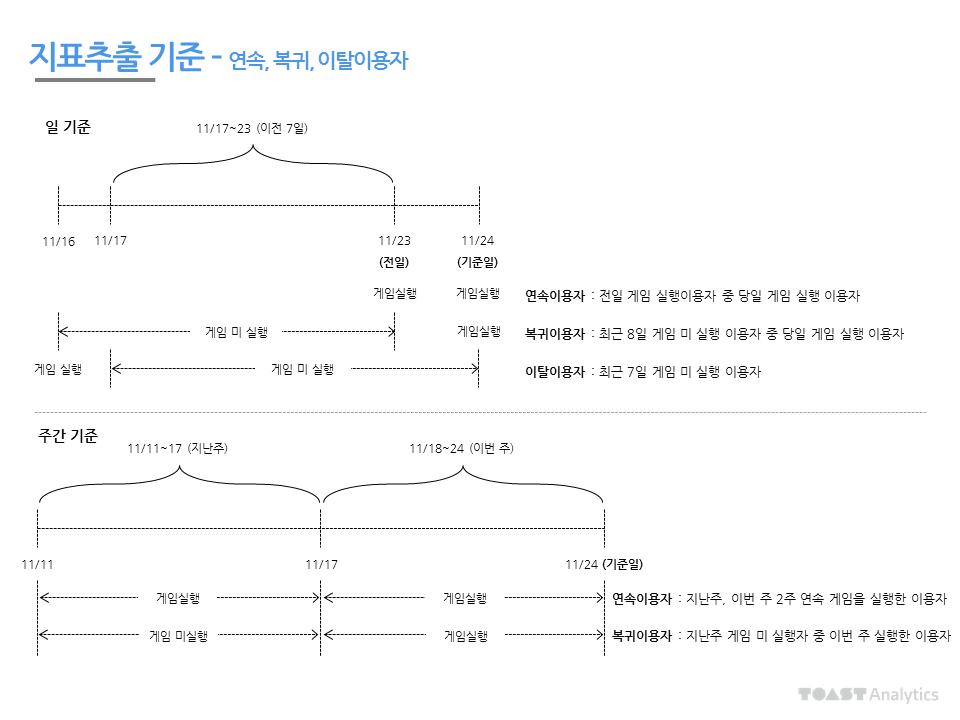 지표추출 기준 - 연속, 복귀, 이탈이용자
일 기준
11/17~23 (이전 7일)
11/16
11/17
11/23
(전일)
11/24
(기준일)
게임실행
게임실행
연속이용자 : 전일 게임 실행이용자 중 당일 게임 실행 이용자
게임 미 실행
게임실행
복귀이용자 : 최근 8일 게임 미 실행 이용자 중 당일 게임 실행 이용자
게임 실행
게임 미 실행
이탈이용자 : 최근 7일 게임 미 실행 이용자
주간 기준
11/11~17 (지난주)
11/18~24 (이번 주)
11/11
11/17
11/24 (기준일)
게임실행
게임실행
연속이용자 : 지난주, 이번 주 2주 연속 게임을 실행한 이용자
게임 미실행
게임실행
복귀이용자 : 지난주 게임 미 실행자 중 이번 주 실행한 이용자
TOAST Analytics